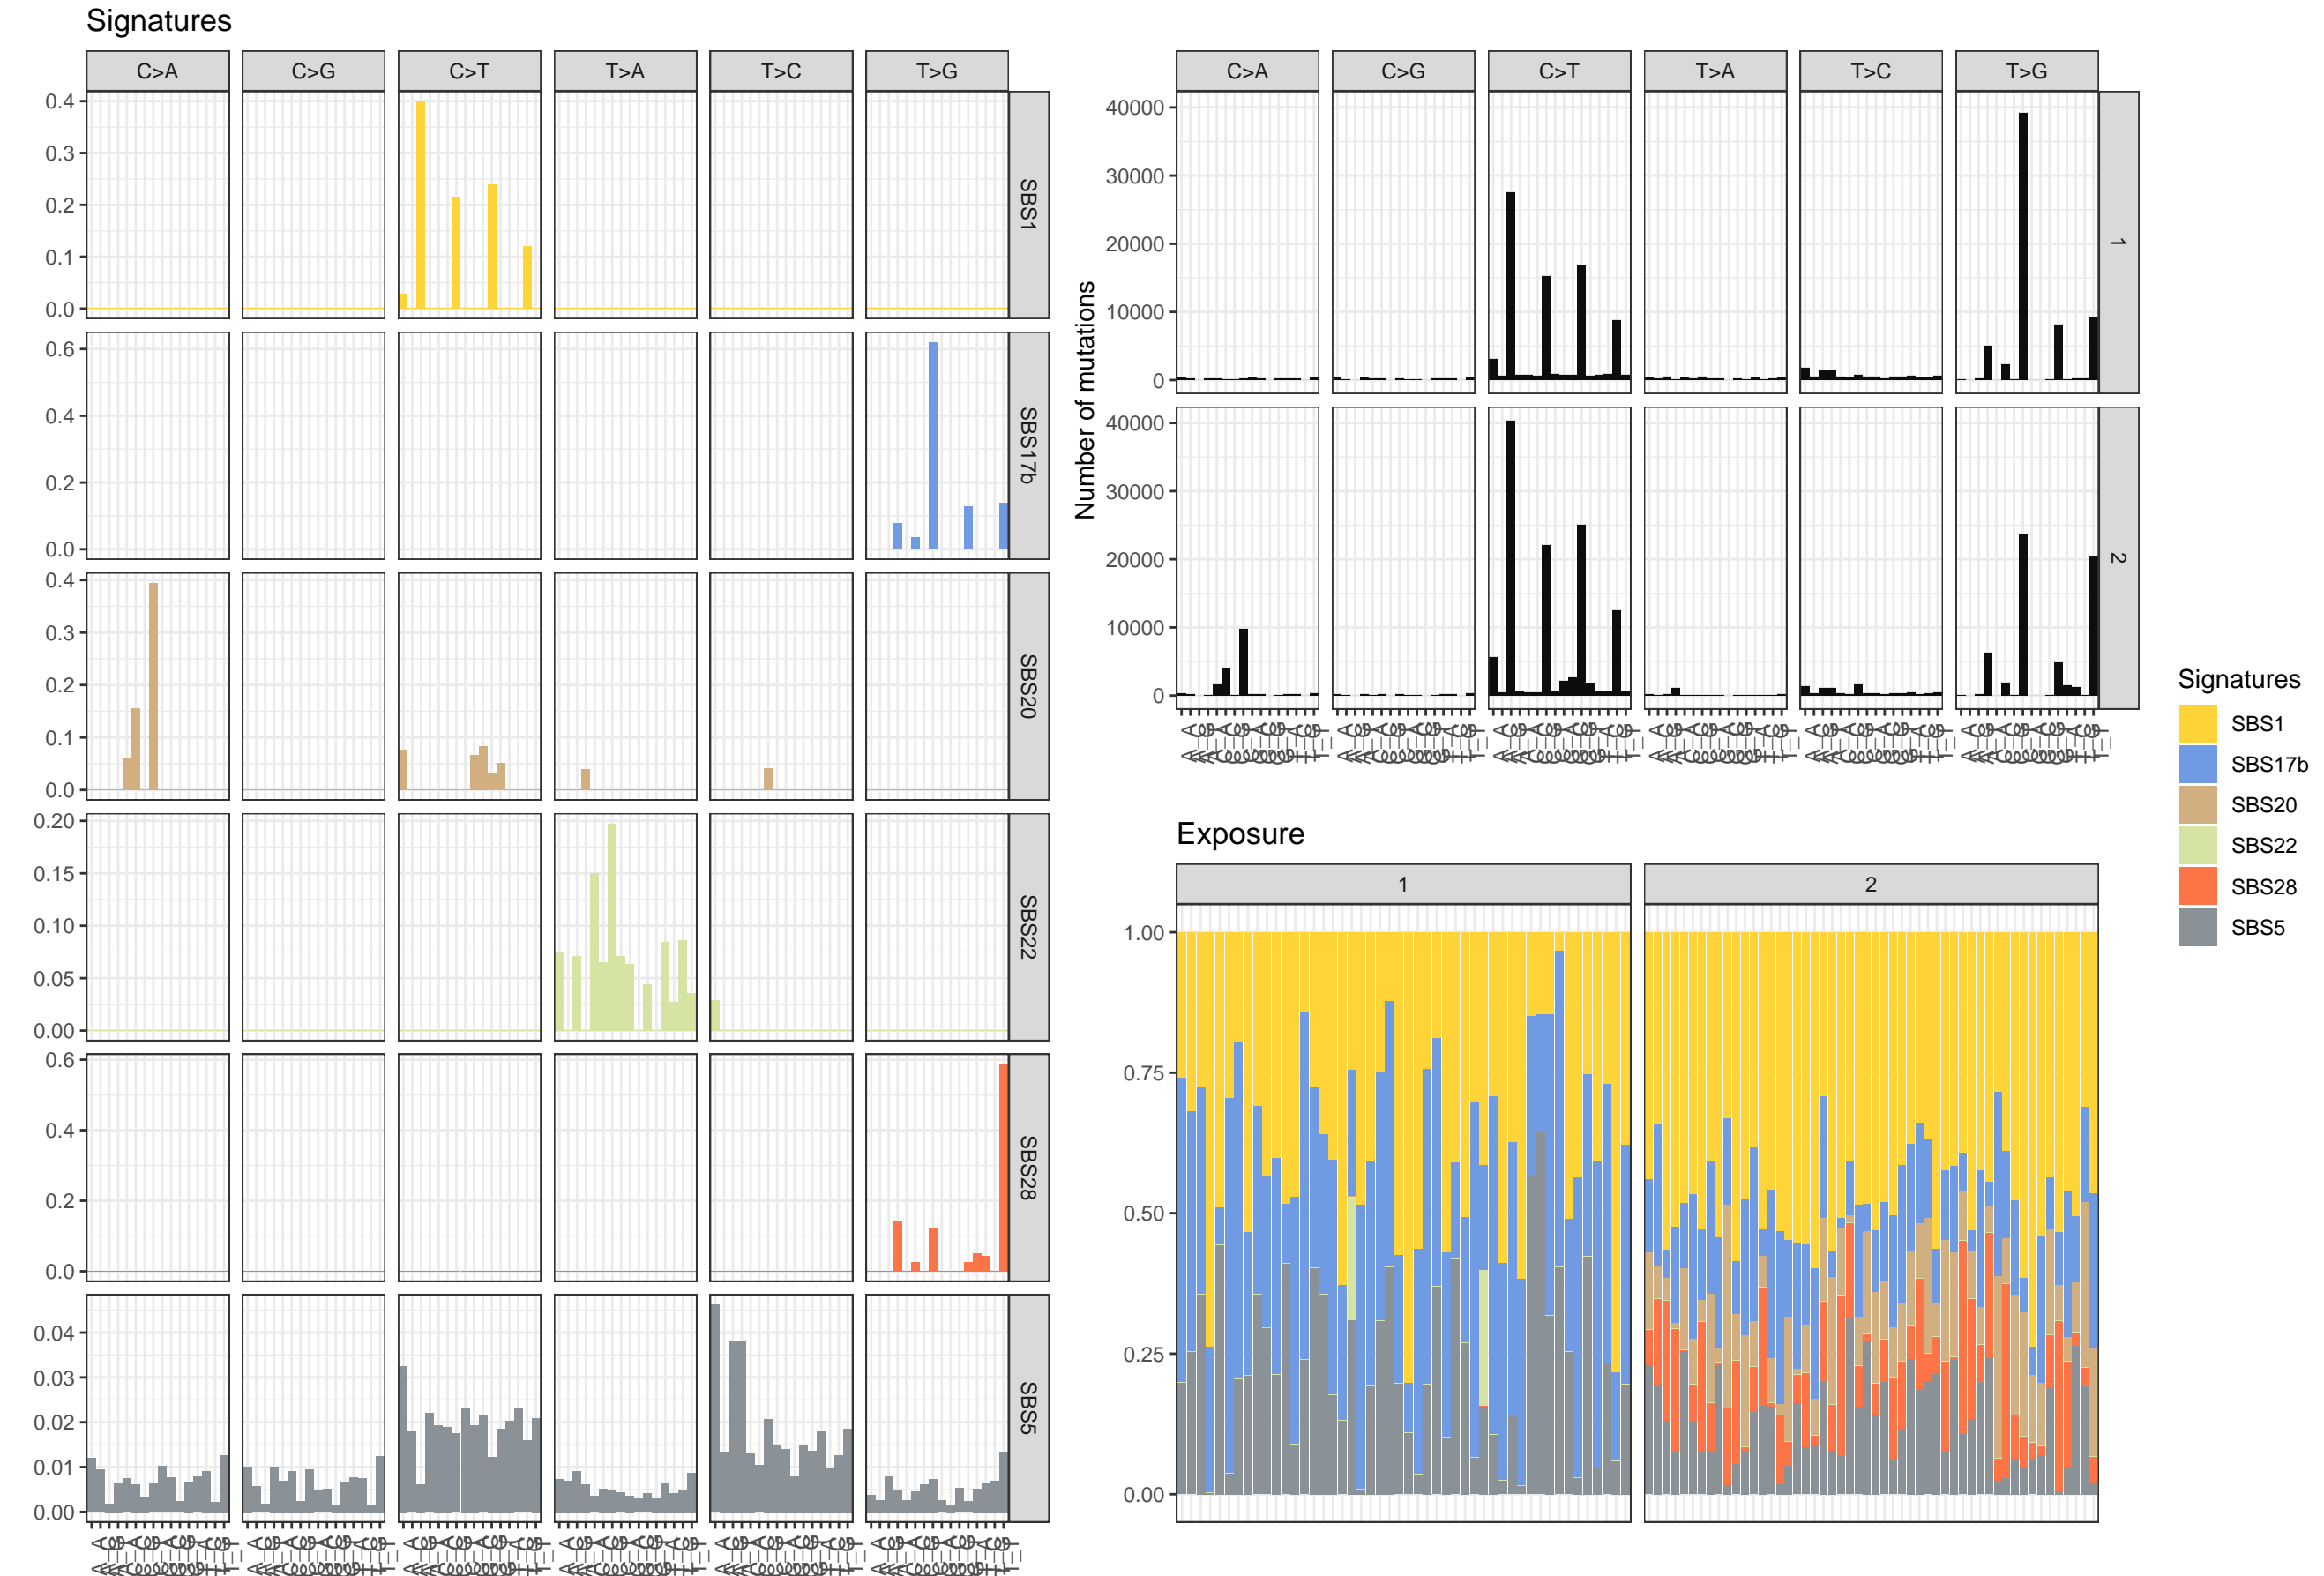 Signatures
C>A C>G C>T T>A T>C T>G
0.4
0.3
0.2
0.1
0.0
SBS1
0.6
0.4
0.2
0.0
SBS17b
0.4
0.3
0.2
0.1
0.0
SBS20
0.20
0.15
0.10
0.05
0.00
SBS22
0.6
0.4
0.2
0.0
SBS28
0.04
0.03
0.02
0.01
0.00
SBS5
C>A C>G C>T T>A T>C T>G
Number of mutations
40000
30000
20000
10000
0
1
40000
30000
20000
10000
0
2
Exposure
1 2
1.00
0.75
0.50
0.25
0.00
Signatures
SBS1
SBS17b
SBS20
SBS22
SBS28
SBS5